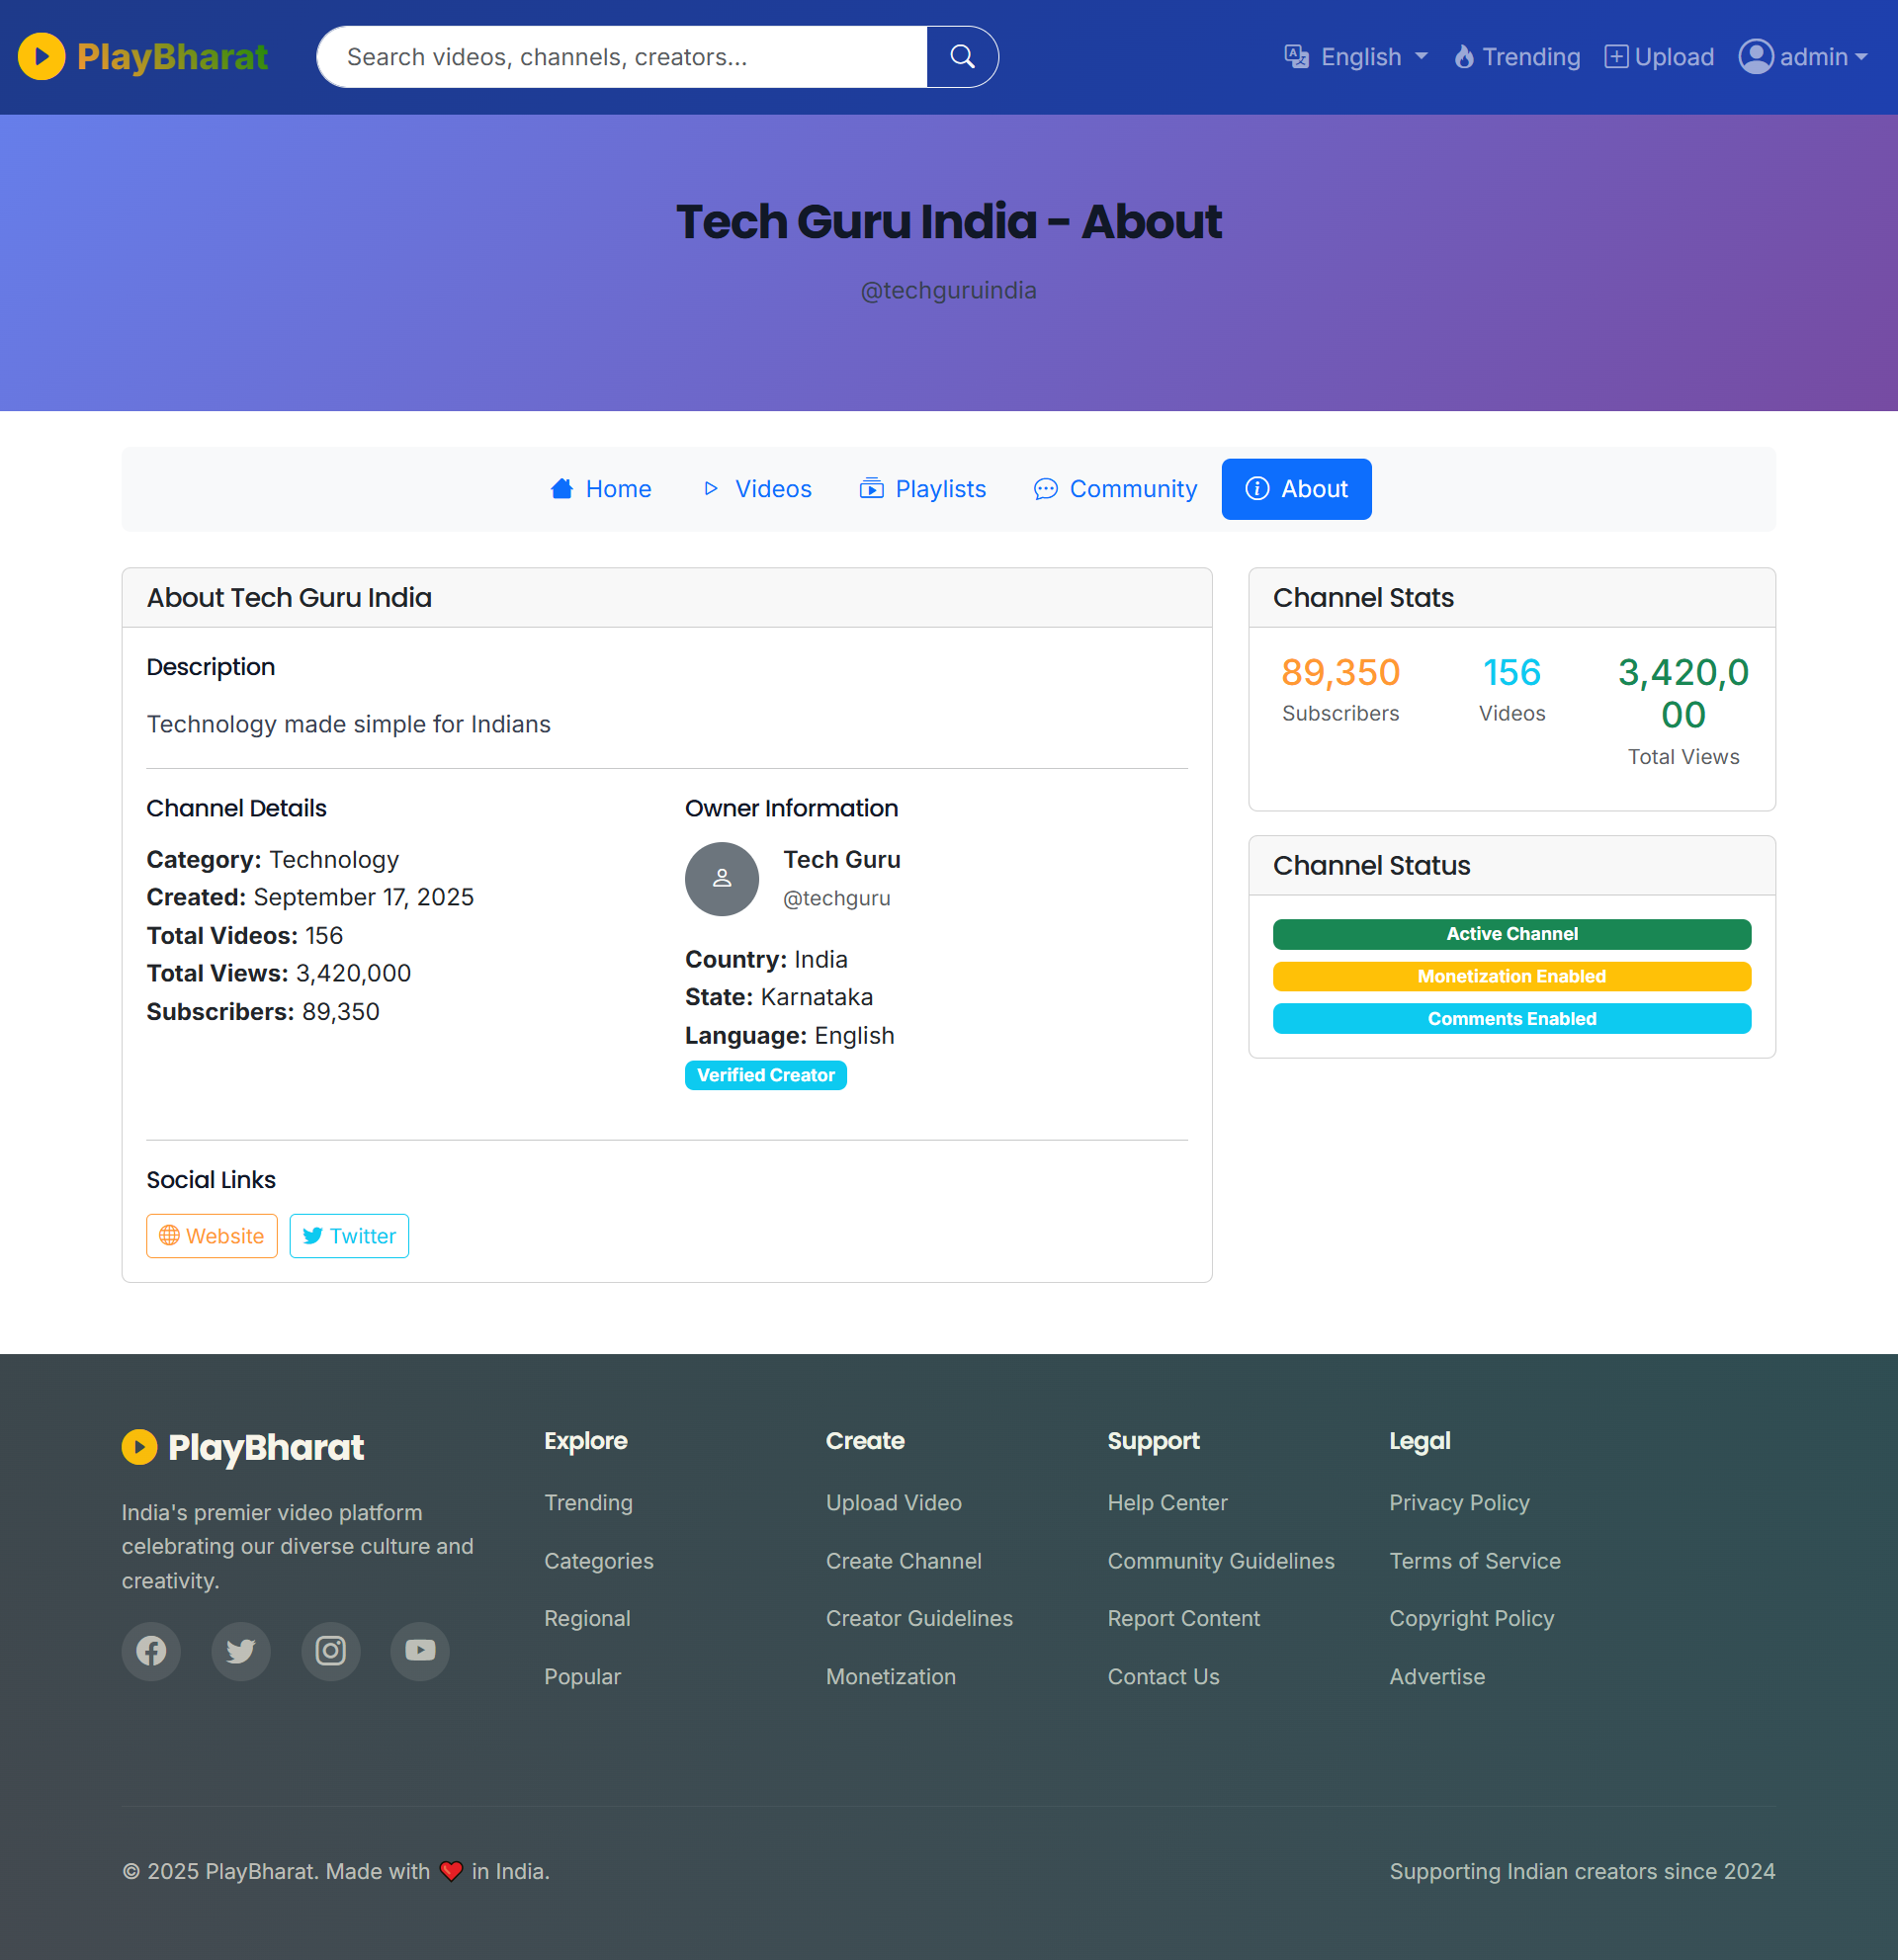 PlayBharat
Search videos, channels, creators...
English
Trending
Upload
admin
Tech Guru India - About
@techguruindia
Home
Videos
Playlists
Community
About
About Tech Guru India
Description
Technology made simple for Indians
Channel Details
Category: Technology
Created: September 17, 2025
Total Videos: 156
Total Views: 3,420,000
Subscribers: 89,350
Owner Information
Tech Guru
@techguru
Country: India
State: Karnataka
Language: English
Verified Creator
Social Links
Website
Twitter
Channel Stats
89,350
Subscribers
156
Videos
3,420,0
00
Total Views
Channel Status
Active Channel
Monetization Enabled
Comments Enabled
PlayBharat
India's premier video platform
celebrating our diverse culture and
creativity.
Explore
Trending
Categories
Regional
Popular
Create
Upload Video
Create Channel
Creator Guidelines
Monetization
Support
Help Center
Community Guidelines
Report Content
Contact Us
Legal
Privacy Policy
Terms of Service
Copyright Policy
Advertise
© 2025 PlayBharat. Made with ❤️ in India.
Supporting Indian creators since 2024